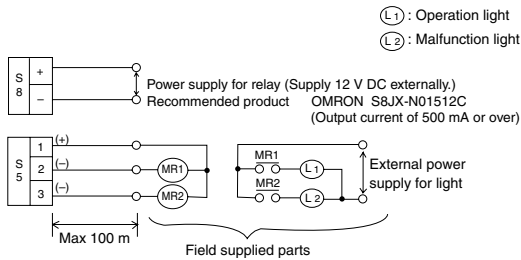 L1 : Operation light
L2 : Malfunction light
S8
+
–
Power supply for relay (Supply 12 V DC externally.)
Recommended product OMRON S8JX-N01512C
(Output current of 500 mA or over)
S5
1 (+)
2 (–)
3 (–)
MR1
MR2
MR1
L1
MR2
L2
External power
supply for light
Max 100 m
Field supplied parts